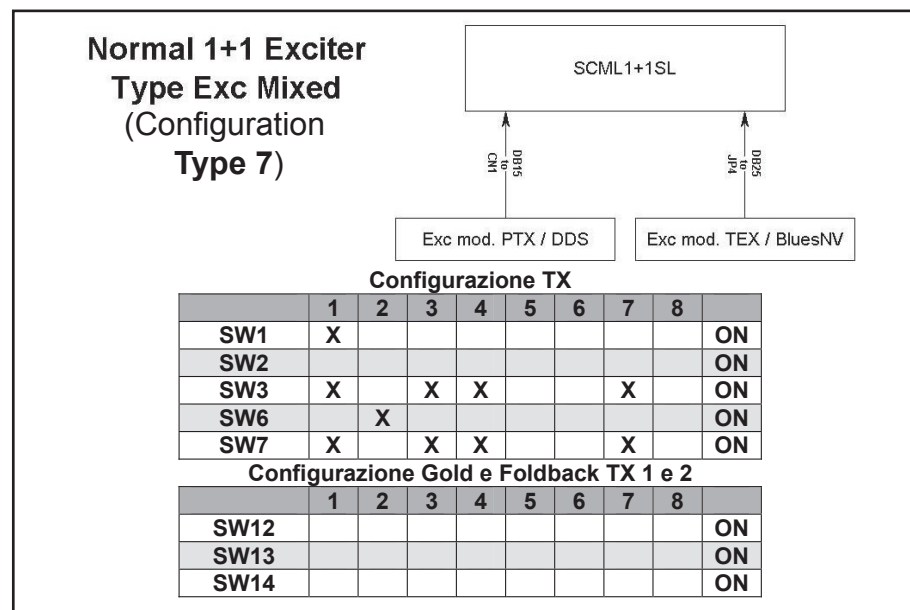 Normal 1+1 Exciter
Type Exc Mixed
(Configuration
Type 7)
SCML1+1SL
DB15
to
CN1
DB25
to
JP4
Exc mod. PTX / DDS
Exc mod. TEX / BluesNV
Configurazione TX
1 2 3 4 5 6 7 8
SW1 X ON
SW2 ON
SW3 X X X X ON
SW6 X ON
SW7 X X X X ON
Configurazione Gold e Foldback TX 1 e 2
1 2 3 4 5 6 7 8
SW12 ON
SW13 ON
SW14 ON